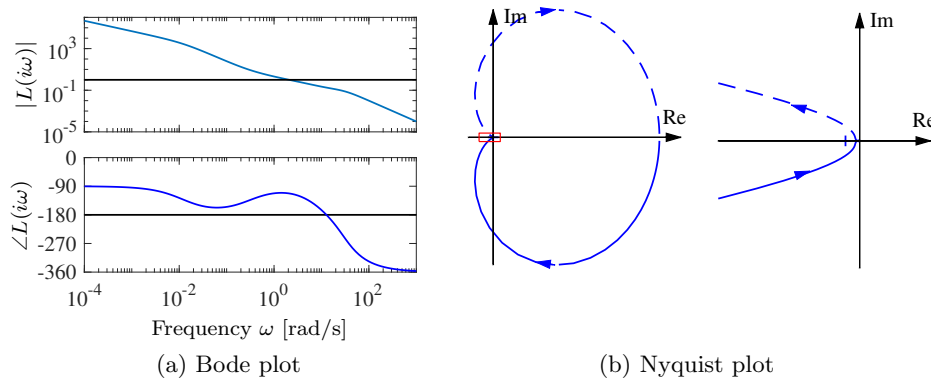 |L(iω)|
10^3
10^-1
10^-5
∠L(iω)
0
-90
-180
-270
-360
10^-4
10^-2
10^0
10^2
Frequency ω [rad/s]
(a) Bode plot
Im
Re
Im
Re
(b) Nyquist plot